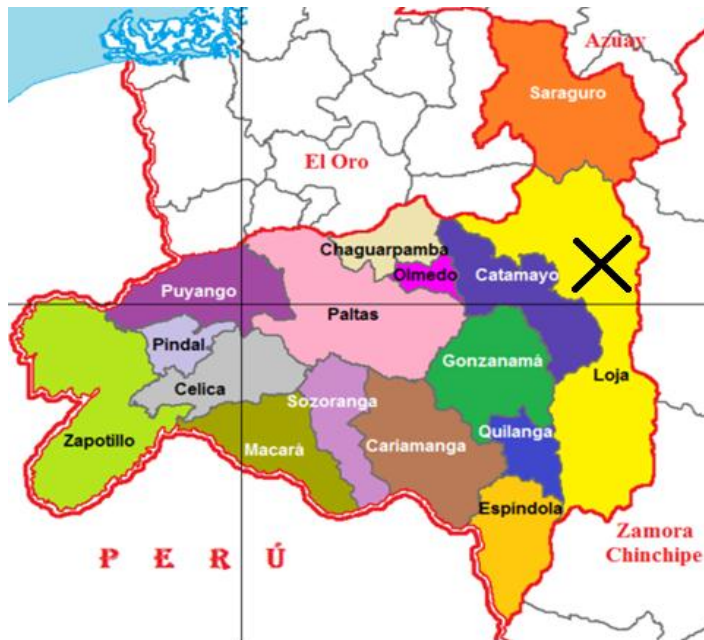 Azuay
Saraguro
El Oro
Chaguarpamba
Olmedo
Catamayo
Puyango
Paltas
Pindal
Gonzanamá
Celica
Loja
Sozoranga
Zapotillo
Macará
Cariamanga
Quilanga
Espíndola
Zamora
Chinchipe
PERÚ